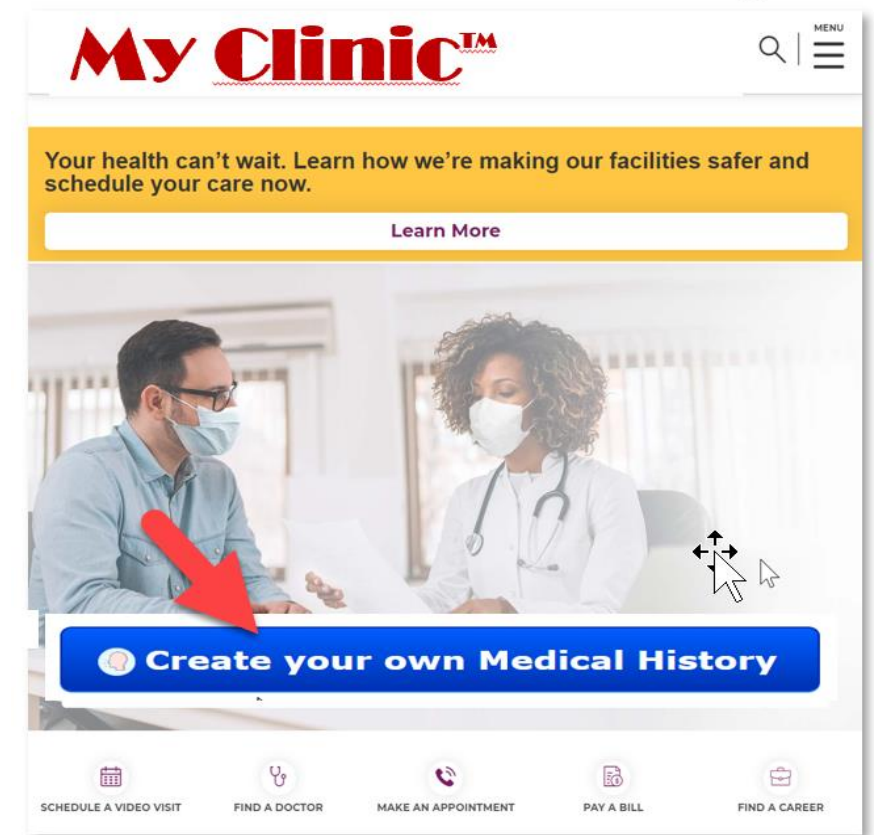 My Clinic™
MENU
Your health can’t wait. Learn how we’re making our facilities safer and
schedule your care now.
Learn More
Create your own Medical History
SCHEDULE A VIDEO VISIT
FIND A DOCTOR
MAKE AN APPOINTMENT
PAY A BILL
FIND A CAREER